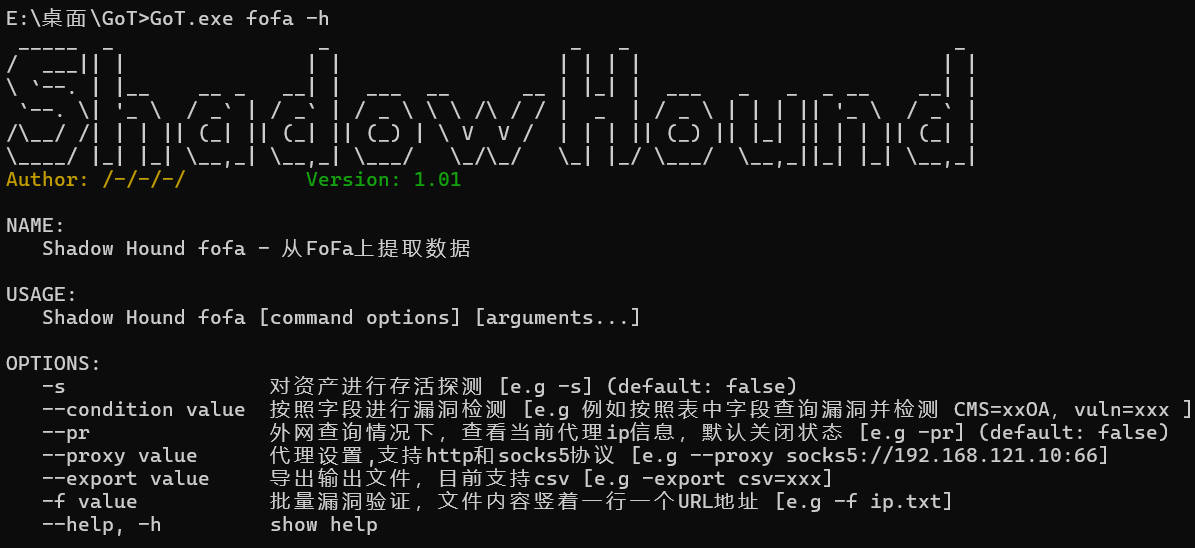 E:\桌面\GoT>GoT.exe fofa -h
Shadow Hound
Author: /-/-/-/ Version: 1.01
NAME:
Shadow Hound fofa - 从FoFa上提取数据
USAGE:
Shadow Hound fofa [command options] [arguments...]
OPTIONS:
-s 对资产进行存活探测 [e.g -s] (default: false)
--condition value 按照字段进行漏洞检测 [e.g 例如按照表中字段查询漏洞并检测 CMS=xxOA, vuln=xxx ]
--pr 外网查询情况下，查看当前代理ip信息，默认关闭状态 [e.g -pr] (default: false)
--proxy value 代理设置,支持http和socks5协议 [e.g --proxy socks5://192.168.121.10:66]
--export value 导出输出文件，目前支持csv [e.g -export csv=xxx]
-f value 批量漏洞验证，文件内容竖着一行一个URL地址 [e.g -f ip.txt]
--help, -h show help